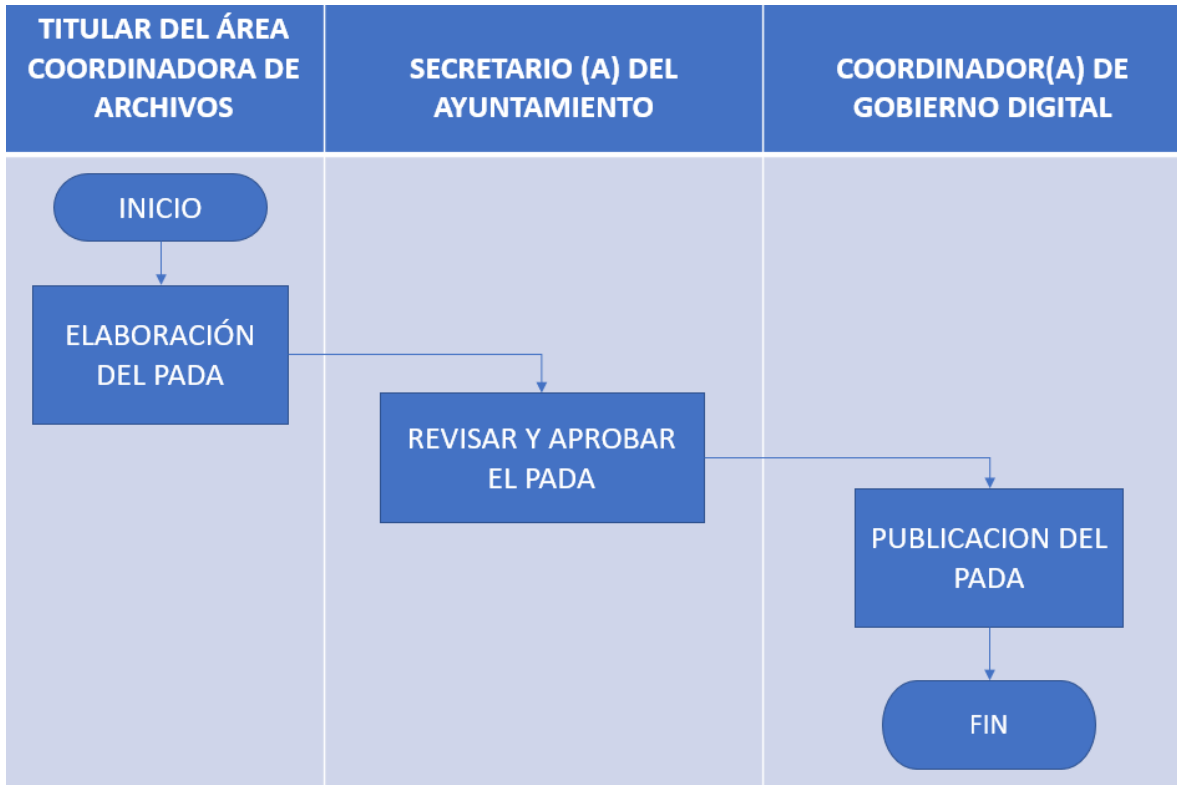 TITULAR DEL ÁREA
COORDINADORA DE
ARCHIVOS
SECRETARIO (A) DEL
AYUNTAMIENTO
COORDINADOR(A) DE
GOBIERNO DIGITAL
INICIO
ELABORACIÓN
DEL PADA
REVISAR Y APROBAR
EL PADA
PUBLICACION DEL
PADA
FIN